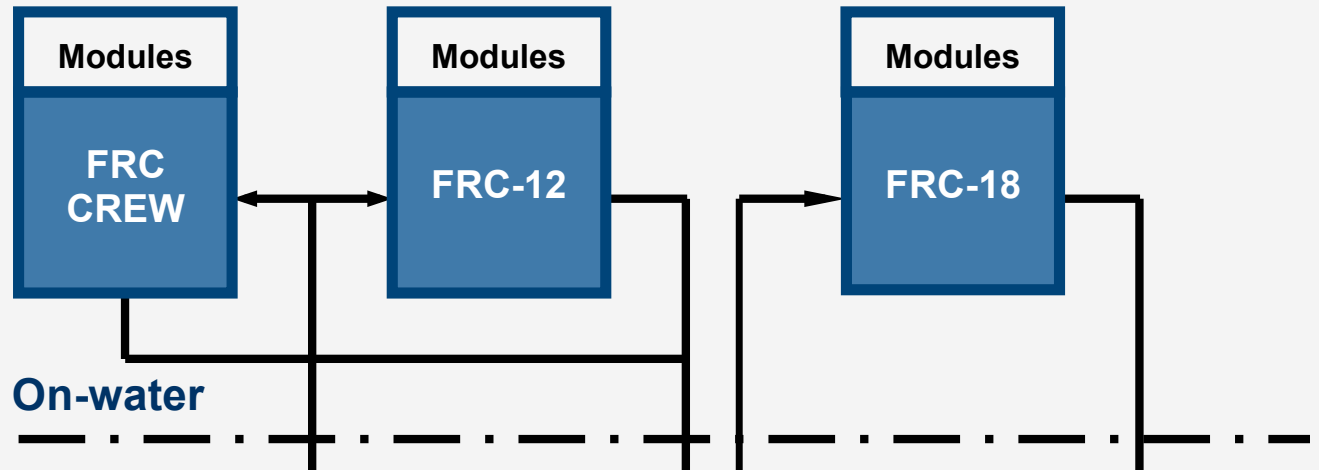 Modules
Modules
Modules
FRC
CREW
FRC-12
FRC-18
On-water